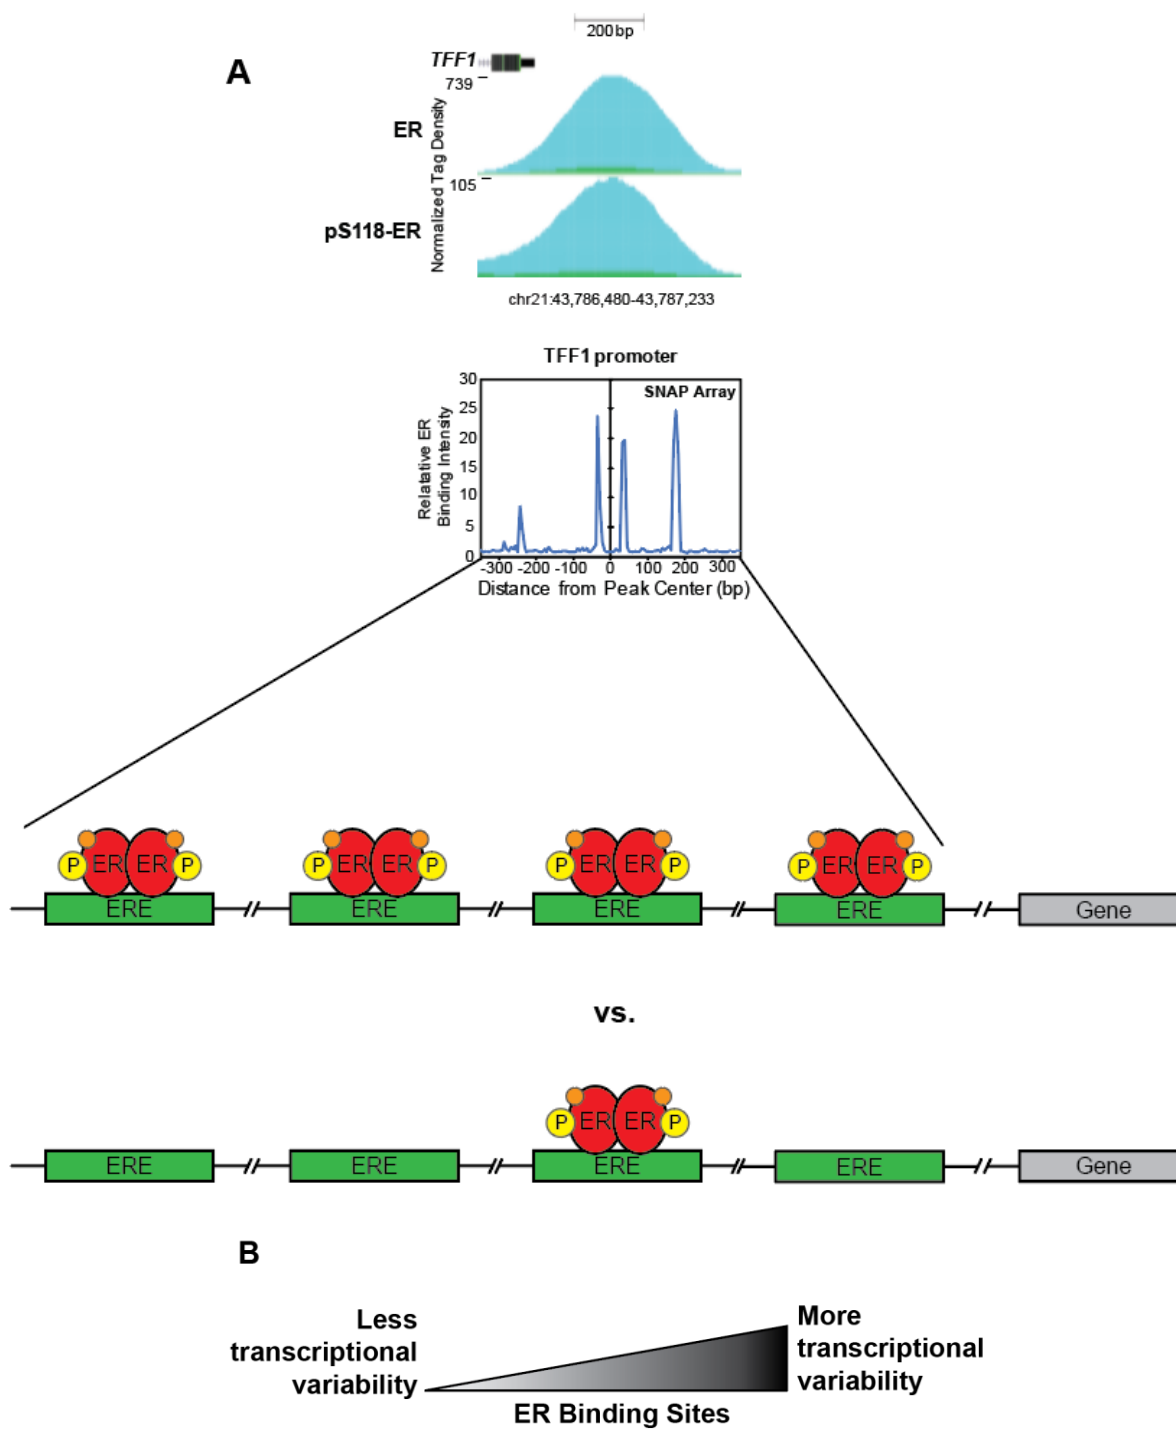 200bp
A
TFF1
739
ER
Normalized Tag Density
105
pS118-ER
chr21:43,786,480-43,787,233
TFF1 promoter
SNAP Array
30
25
20
15
10
5
0
Relatative ER
Binding Intensity
-300 -200 -100 0 100 200 300
Distance from Peak Center (bp)
P ER ER P P ER ER P P ER ER P P ER ER P
ERE ERE ERE ERE Gene
vs.
P ER ER P
ERE ERE ERE ERE Gene
B
Less
transcriptional
variability
More
transcriptional
variability
ER Binding Sites